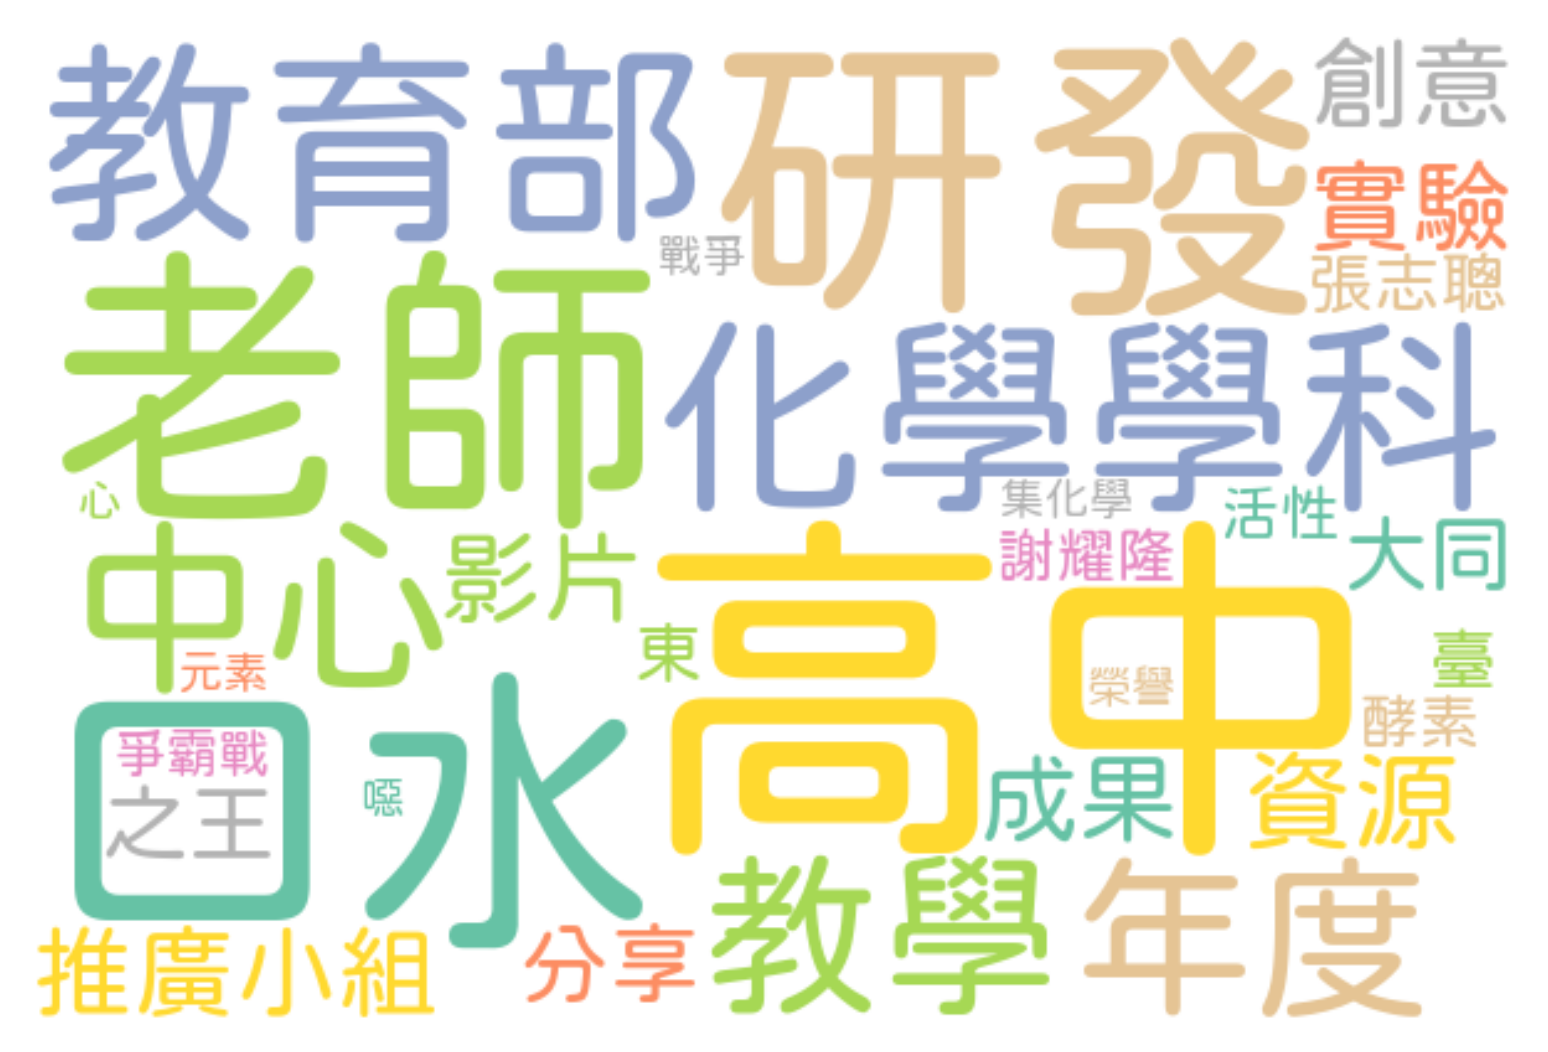 教育部
研發
創意
實驗
戰爭
張志聰
老師
化學學科
心
集化學
活性
中心
影片
謝耀隆
大同
高中
東
臺
元素
榮譽
酵素
口水
爭霸戰
之王
噁
成果
資源
教學
年度
推廣小組
分享